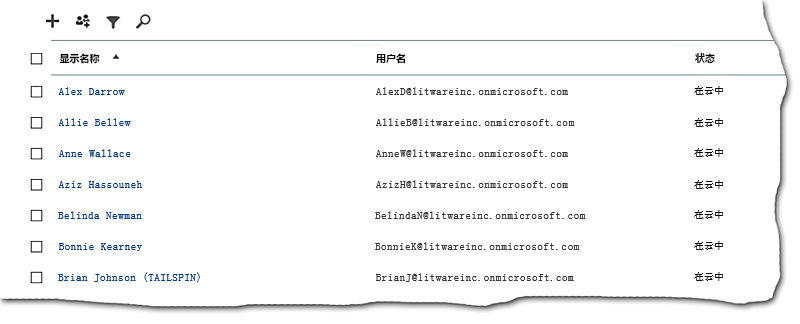 显示名称 用户名 状态
Alex Darrow AlexD@litwareinc.onmicrosoft.com 在云中
Allie Bellew AllieB@litwareinc.onmicrosoft.com 在云中
Anne Wallace AnneW@litwareinc.onmicrosoft.com 在云中
Aziz Hassouneh AzizH@litwareinc.onmicrosoft.com 在云中
Belinda Newman BelindaN@litwareinc.onmicrosoft.com 在云中
Bonnie Kearney BonnieK@litwareinc.onmicrosoft.com 在云中
Brian Johnson (TAILSPIN) BrianJ@litwareinc.onmicrosoft.com 在云中